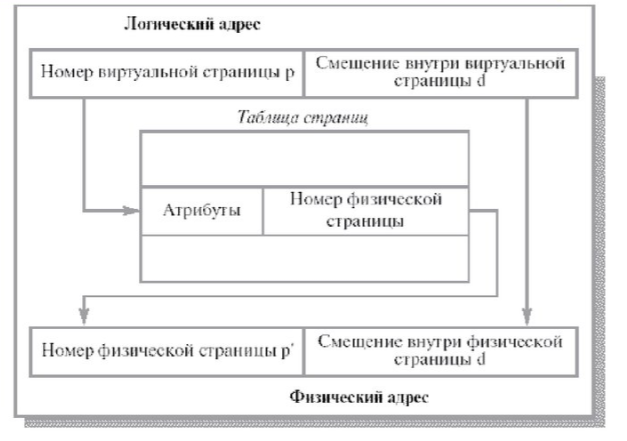 Логический адрес
Номер виртуальной страницы p
Смещение внутри виртуальной
страницы d
Таблица страниц
Атрибуты
Номер физической
страницы
Номер физической страницы p'
Смещение внутри физической
страницы d
Физический адрес